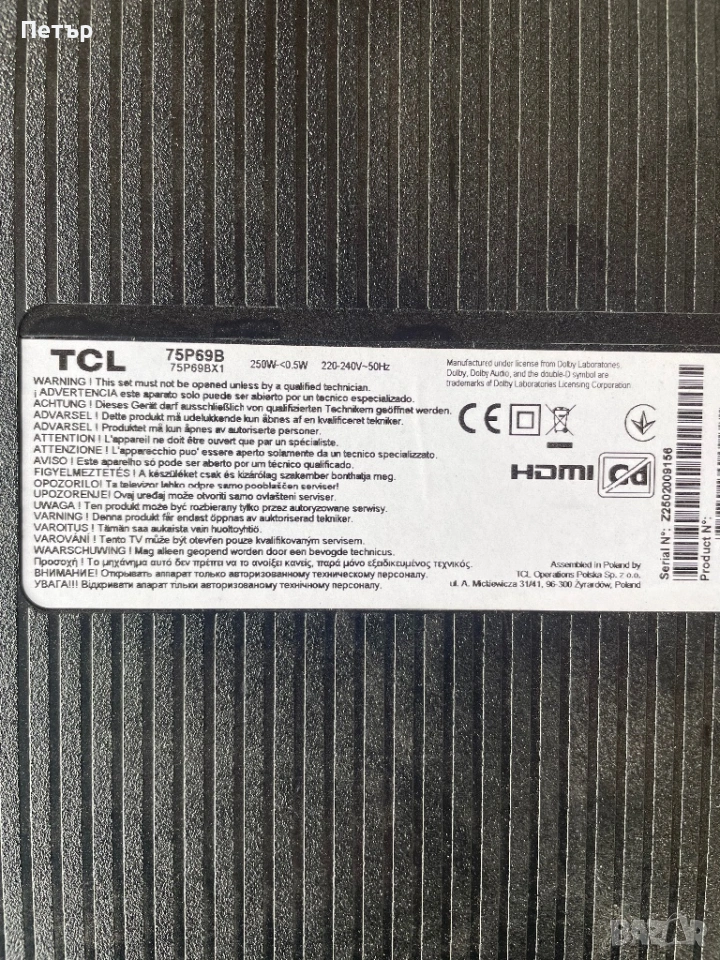 Петър
TCL
75P69B
75P69BX1
250W-<0.5W
220-240V~50Hz
WARNING ! This set must not be opened unless by a qualified technician.
¡ ADVERTENCIA este aparato solo puede ser abierto por un tecnico especializado.
ACHTUNG ! Dieses Gerät darf ausschließlich von qualifizierten Technikern geöffnet werden.
ADVARSEL ! Dette produkt må udelukkende kun åbnes af en kvalificeret tekniker.
ADVARSEL ! Produktet må kun åpnes av autoriserte personer.
ATTENTION ! L'appareil ne doit être ouvert que par un spécialiste.
ATTENZIONE ! L'apparecchio puo' essere aperto solamente da un tecnico specializzato.
AVISO ! Este aparelho só pode ser aberto por um técnico qualificado.
FIGYELMEZTETÉS ! A készüléket csak és kizárólag szakember bonthatja meg.
OPOZORILO! Ta televizor lahko odpre samo pooblaščen serviser!
UPOZORENJE! Ovaj uređaj može otvoriti samo ovlašteni serviser.
UWAGA ! Ten produkt może być rozbierany tylko przez autoryzowane serwisy.
VARNING ! Denna produkt får endast öppnas av auktoriserad tekniker.
VAROITUS ! Tämän saa aukaista vain huoltoyhtiö.
VAROVÁNÍ ! Tento TV může být otevřen pouze kvalifikovaným servisem.
WAARSCHUWING ! Mag alleen geopend worden door een bevoegde technicus.
Προσοχή ! Το μηχάνημα αυτό δεν πρέπει να το ανοίξει κανείς, παρά μόνο εξειδικευμένος τεχνικός.
ВНИМАНИЕ! Открывать аппарат только авторизованному техническому персоналу.
УВАГА!!! Відкривати апарат тільки авторизованому технічному персоналу.
Manufactured under license from Dolby Laboratories.
Dolby, Dolby Audio, and the double-D symbol are
trademarks of Dolby Laboratories Licensing Corporation.
CE
HDMI
Pb
Assembled in Poland by
TCL Operations Polska Sp. z o.o.
ul. A. Mickiewicza 31/41, 96-300 Żyrardów, Poland
Serial N°:
Z2502009156
Product N°:
BAZAR